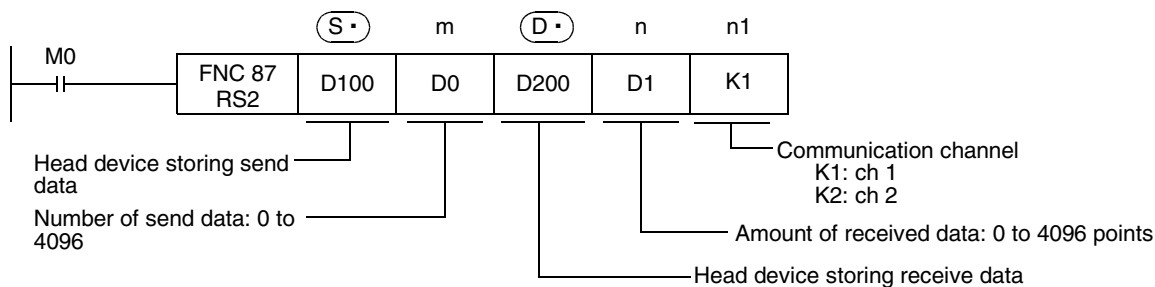 S· m D· n n1
M0
FNC 87
RS2
D100 D0 D200 D1 K1
Head device storing send
data
Number of send data: 0 to
4096
Communication channel
K1: ch 1
K2: ch 2
Amount of received data: 0 to 4096 points
Head device storing receive data